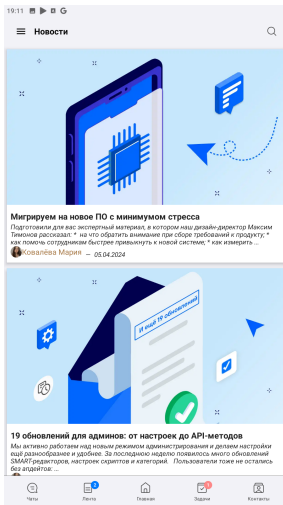 19:11
Новости
Мигрируем на новое ПО с минимумом стресса
Подготовили для вас экспертный материал, в котором наш дизайн-директор Максим
Тимонов рассказал: * на что обратить внимание при сборе требований к продукту; *
как помочь сотрудникам быстрее привыкнуть к новой системе; * как измерить ...
Ковалёва Мария – 05.04.2024
И ещё 19 обновлений
19 обновлений для админов: от настроек до API-методов
Мы активно работаем над новым режимом администрирования и делаем настройки
ещё разнообразнее и удобнее. За последнюю неделю появилось много обновлений
SMART-редакторов, настроек скриптов и категорий. Пользователи тоже не остались
без апдейтов: ...
Чаты
Лента
Главная
Задачи
Контакты